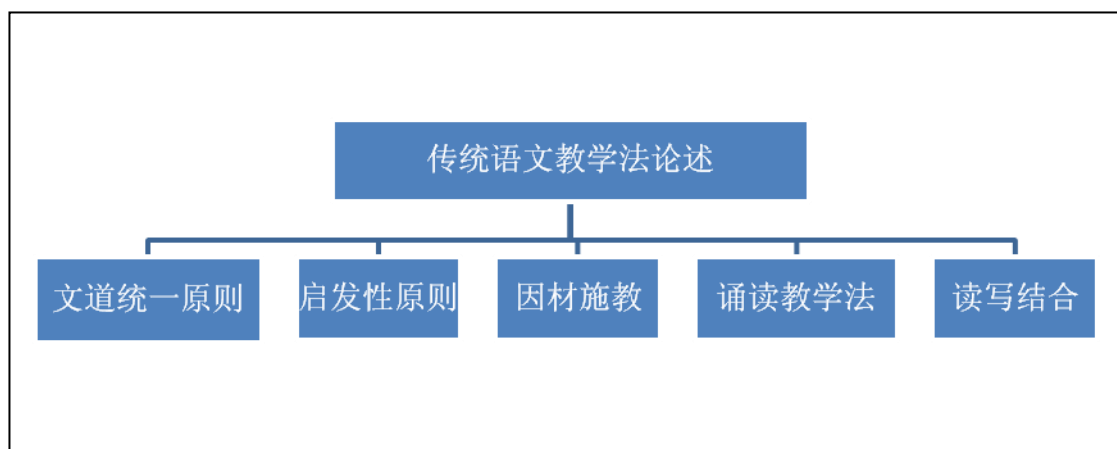 传统语文教学法论述
文道统一原则
启发性原则
因材施教
诵读教学法
读写结合